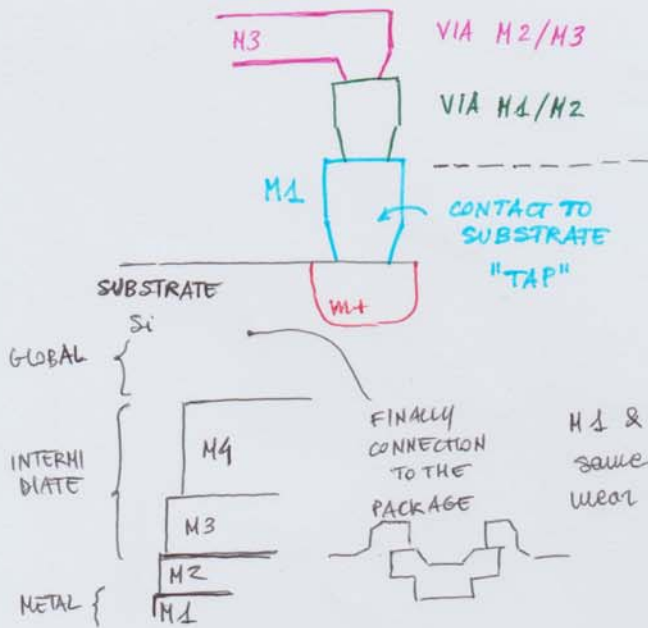 M3
VIA M2/M3
VIA M1/M2
M1
CONTACT TO
SUBSTRATE
"TAP"
SUBSTRATE
Si
n+
GLOBAL
INTERMI
DIATE
METAL
M4
M3
M2
M1
FINALLY
CONNECTION
TO THE
PACKAGE
M1 &
same